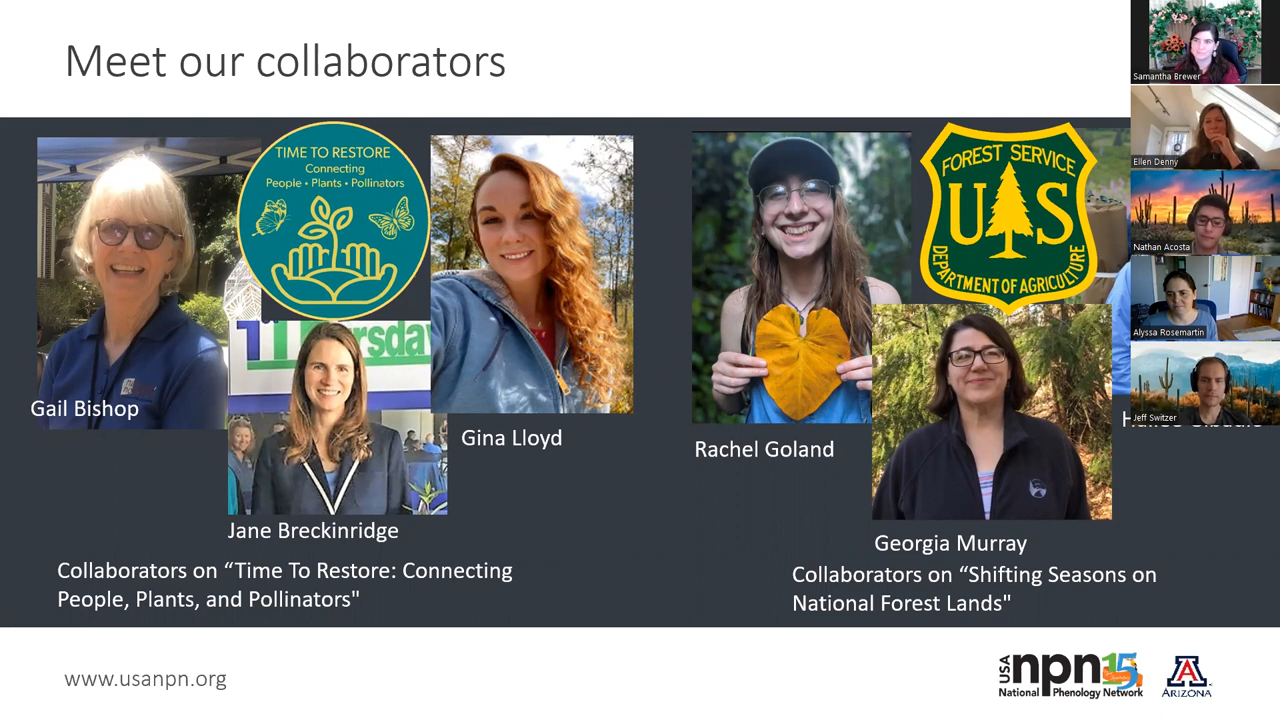 Meet our collaborators
TIME TO RESTORE
Connecting
People • Plants • Pollinators
Gail Bishop
Gina Lloyd
Jane Breckinridge
Collaborators on “Time To Restore: Connecting
People, Plants, and Pollinators"
FOREST SERVICE
US
DEPARTMENT OF AGRICULTURE
Rachel Goland
Georgia Murray
Collaborators on “Shifting Seasons on
National Forest Lands"
Samantha Brewer
Ellen Denny
Nathan Acosta
Alyssa Rosemartin
Jeff Switzer
www.usanpn.org
USA npn 15
National Phenology Network
A
ARIZONA